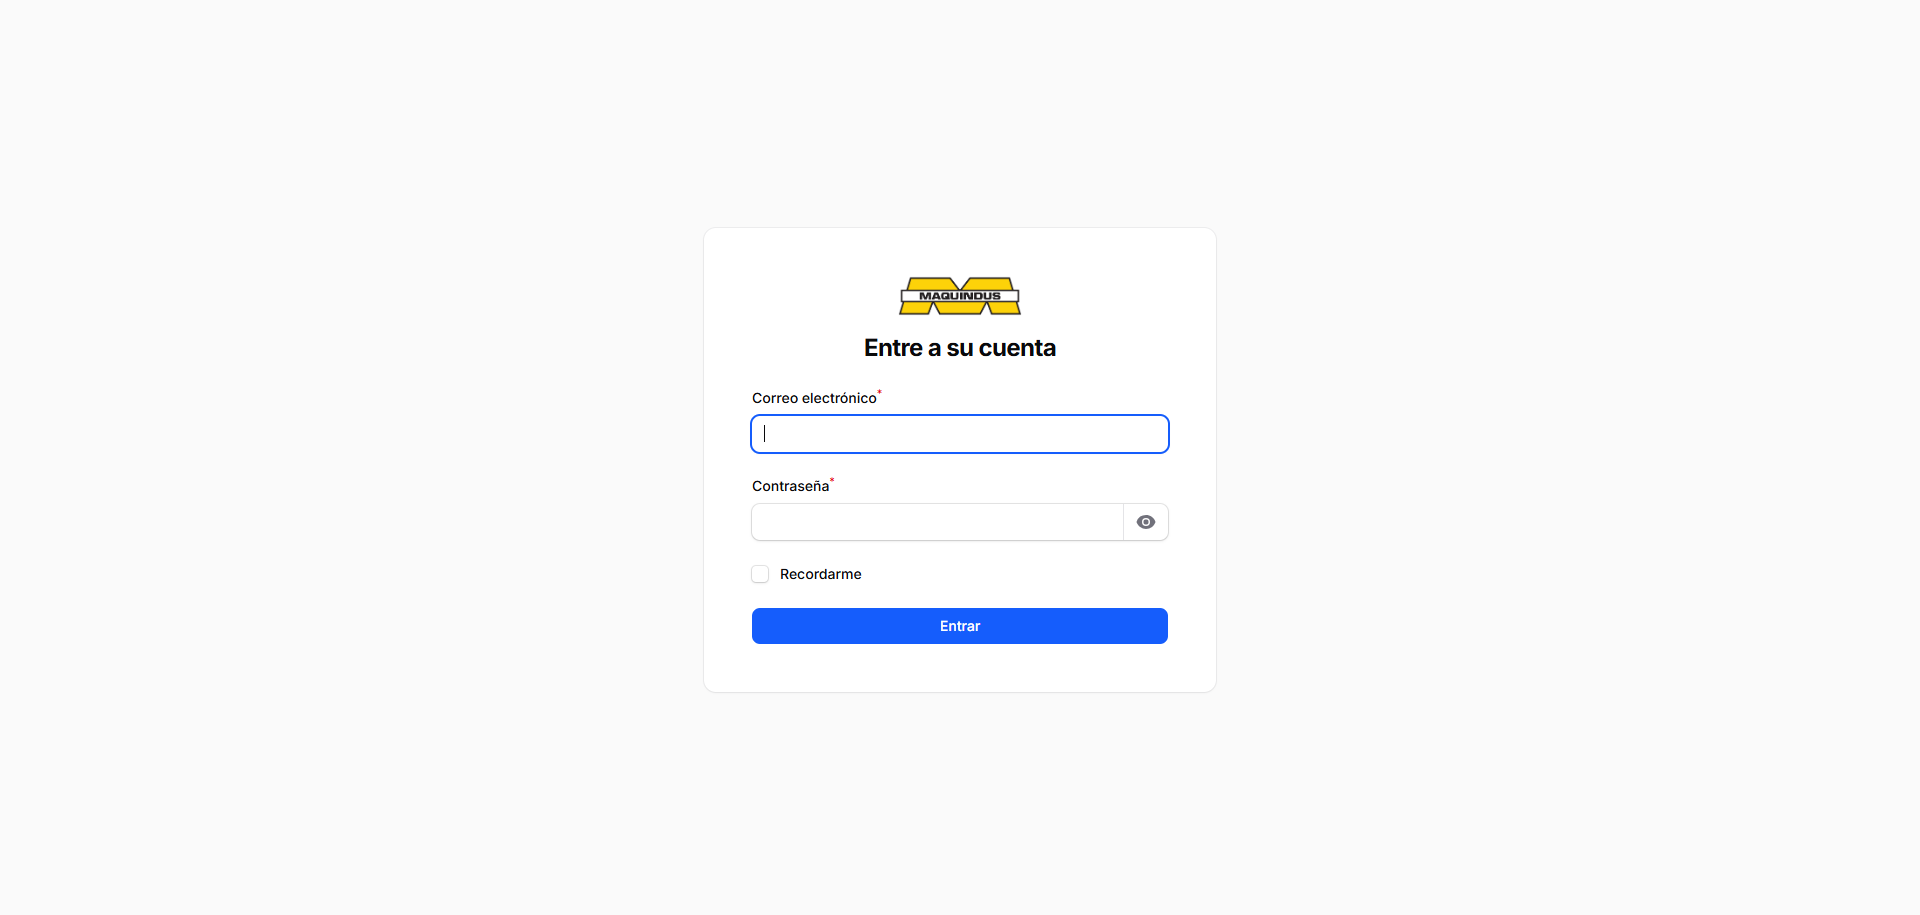 MAQUINDUS
Entre a su cuenta
Correo electrónico*
Contraseña*
Recordarme
Entrar